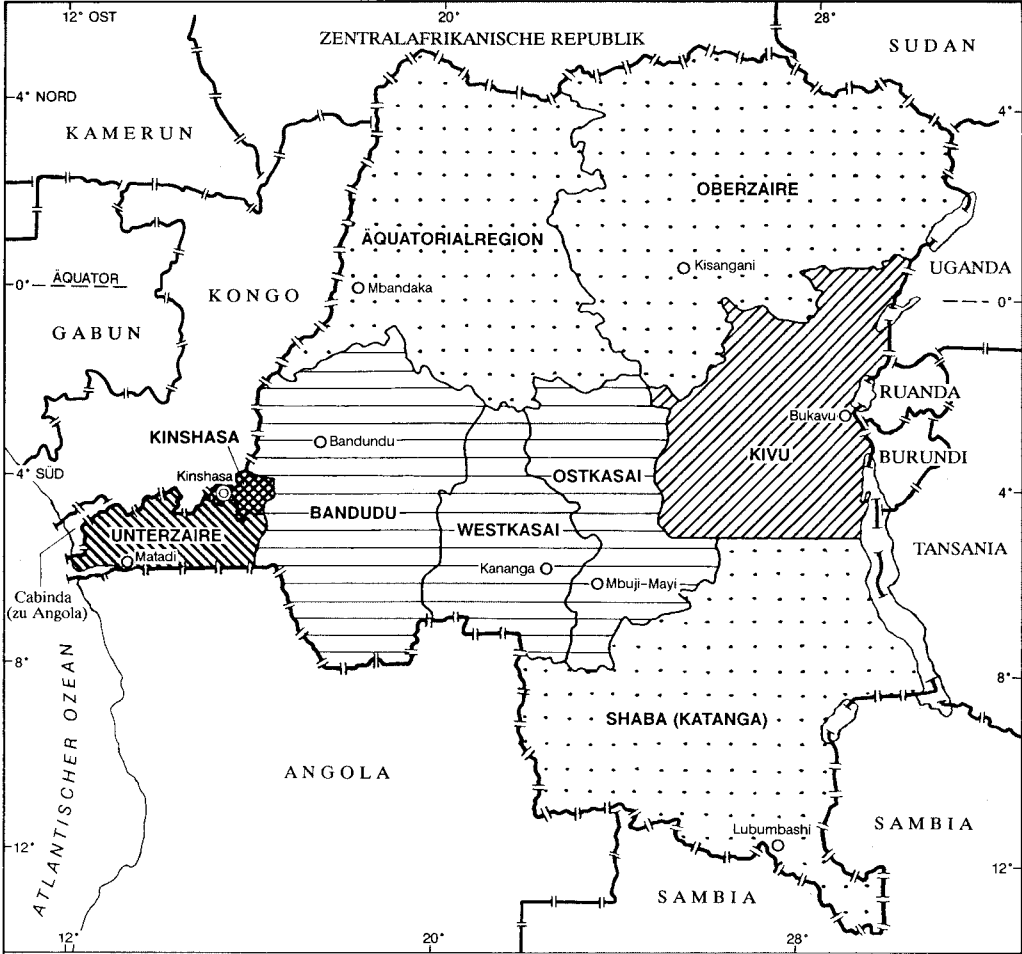 12° OST
20°
28°
ZENTRALAFRIKANISCHE REPUBLIK
SUDAN
4° NORD
4°
KAMERUN
OBERZAIRE
ÄQUATORIALREGION
Kisangani
UGANDA
ÄQUATOR
0°
Mbandaka
KONGO
0°
GABUN
RUANDA
Bukavu
KINSHASA
Bandundu
KIVU
BURUNDI
4° SÜD
Kinshasa
OSTKASAI
4°
BANDUDU
WESTKASAI
UNTERZAIRE
Matadi
TANSANIA
Kananga
Mbuji-Mayi
Cabinda
(zu Angola)
8°
8°
ATLANTISCHER OZEAN
SHABA (KATANGA)
ANGOLA
Lubumbashi
SAMBIA
12°
12°
SAMBIA
12°
20°
28°